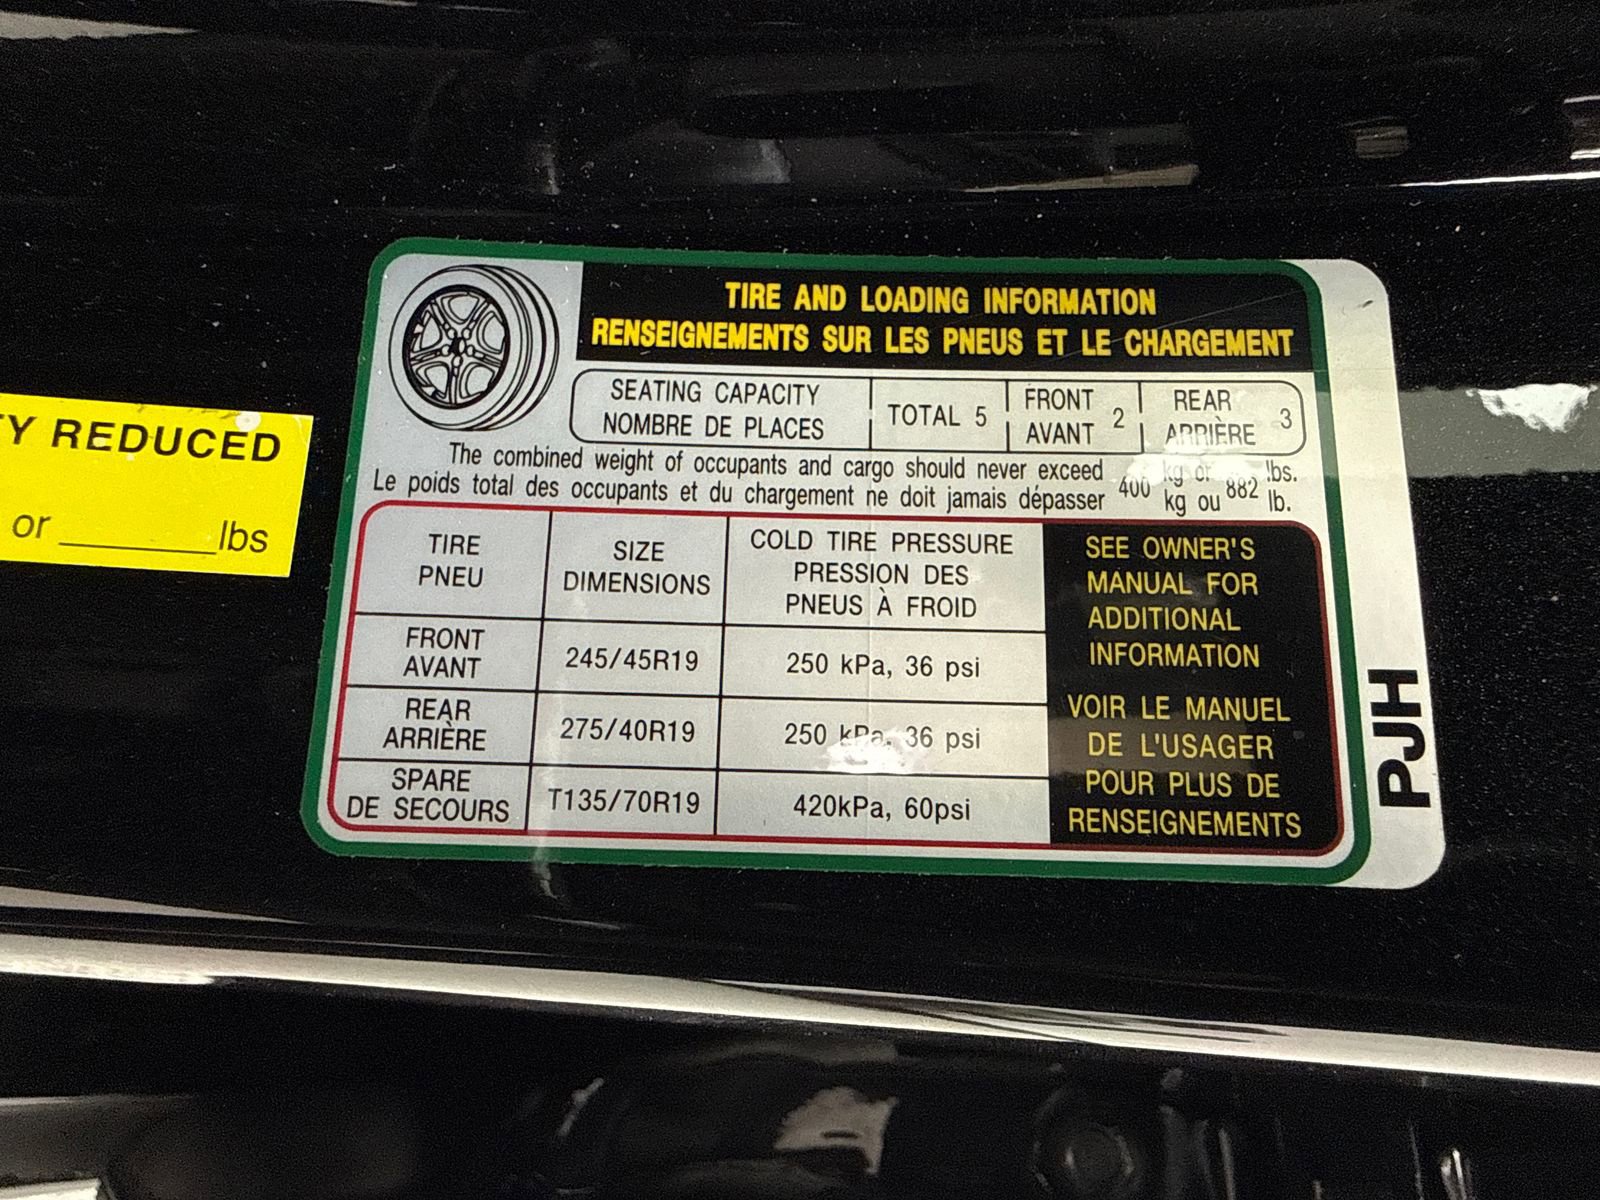 TIRE AND LOADING INFORMATION
RENSEIGNEMENTS SUR LES PNEUS ET LE CHARGEMENT
SEATING CAPACITY
NOMBRE DE PLACES
TOTAL 5
FRONT
AVANT
2
REAR
ARRIÈRE
3
The combined weight of occupants and cargo should never exceed 400 kg or 882 lbs.
Le poids total des occupants et du chargement ne doit jamais dépasser kg ou lb.
TIRE
PNEU
SIZE
DIMENSIONS
COLD TIRE PRESSURE
PRESSION DES
PNEUS À FROID
FRONT
AVANT
245/45R19
250 kPa, 36 psi
REAR
ARRIÈRE
275/40R19
250 kPa, 36 psi
SPARE
DE SECOURS
T135/70R19
420kPa, 60psi
SEE OWNER'S
MANUAL FOR
ADDITIONAL
INFORMATION
VOIR LE MANUEL
DE L'USAGER
POUR PLUS DE
RENSEIGNEMENTS
PJH
REDUCED
or _______lbs